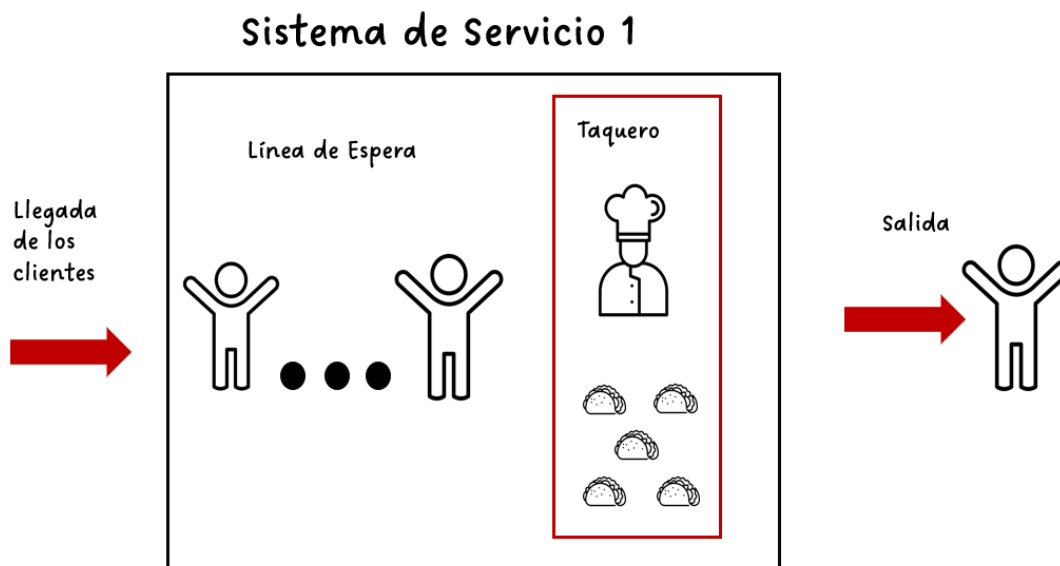 Sistema de Servicio 1
Línea de Espera
Taquero
Llegada
de los
clientes
Salida